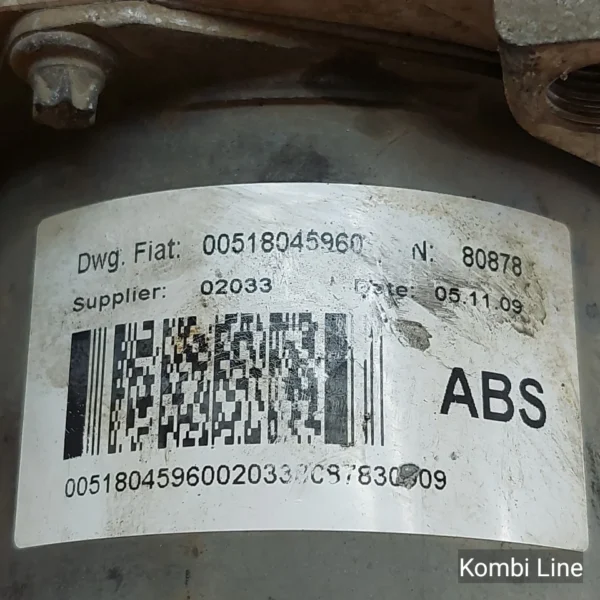 Dwg. Fiat: 00518045960 N: 80878
Supplier: 02033 Date: 05.11.09
ABS
Kombi Line